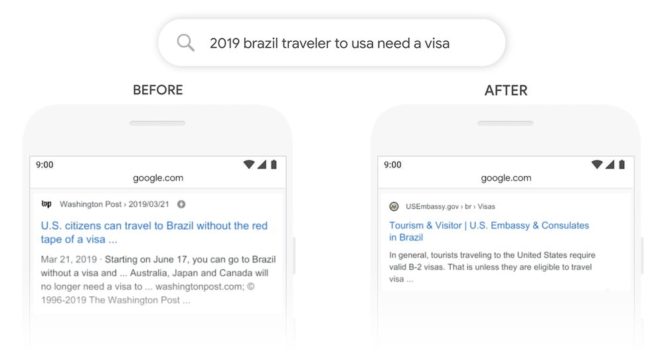 2019 brazil traveler to usa need a visa
BEFORE
9:00
google.com
Washington Post › 2019/03/21
U.S. citizens can travel to Brazil without the red
tape of a visa ...
Mar 21, 2019 · Starting on June 17, you can go to Brazil
without a visa and ... Australia, Japan and Canada will
no longer need a visa to ... washingtonpost.com; ©
1996-2019 The Washington Post ...
AFTER
9:00
google.com
USEmbassy.gov › br › Visas
Tourism & Visitor | U.S. Embassy & Consulates
in Brazil
In general, tourists traveling to the United States require
valid B-2 visas. That is unless they are eligible to travel
visa ...